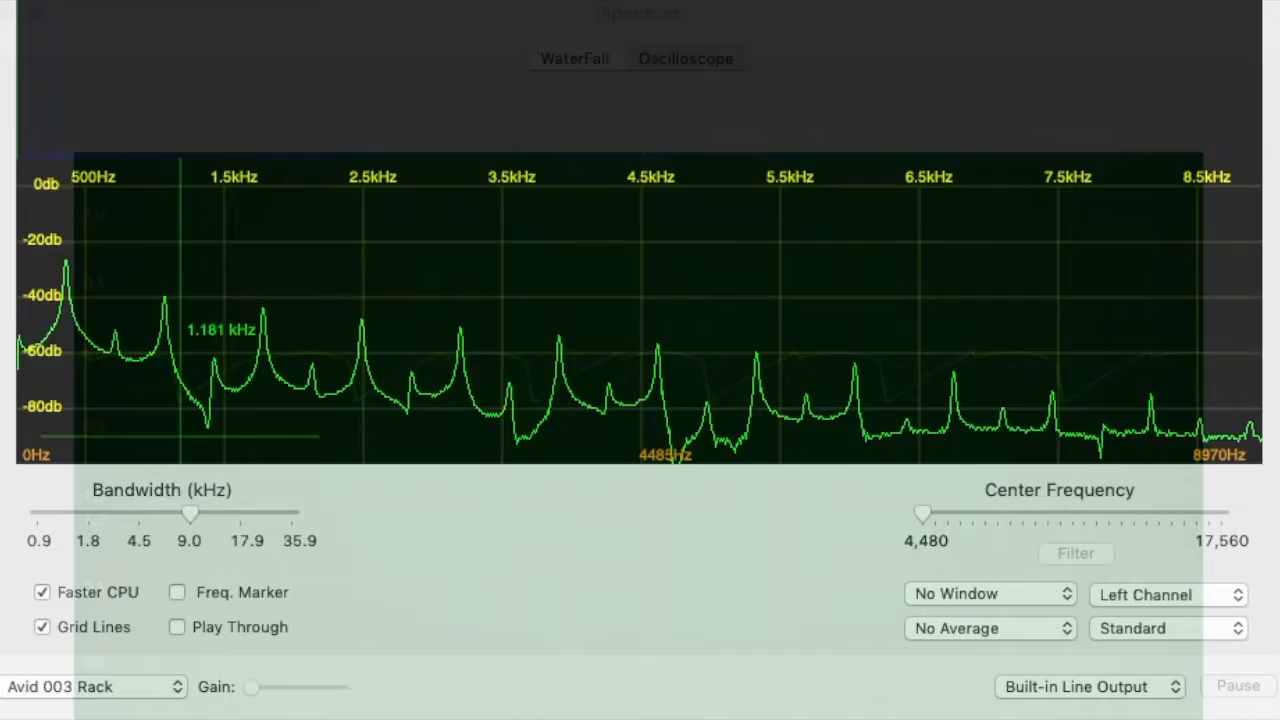 iSpectrum
WaterFall Oscilloscope
0db 500Hz 1.5kHz 2.5kHz 3.5kHz 4.5kHz 5.5kHz 6.5kHz 7.5kHz 8.5kHz
-20db
-40db
1.181 kHz
-60db
-80db
0Hz 4485Hz 8970Hz
Bandwidth (kHz) Center Frequency
0.9 1.8 4.5 9.0 17.9 35.9 4,480 17,560
Filter
Faster CPU Freq. Marker No Window Left Channel
Grid Lines Play Through No Average Standard
Avid 003 Rack Gain: Built-in Line Output Pause